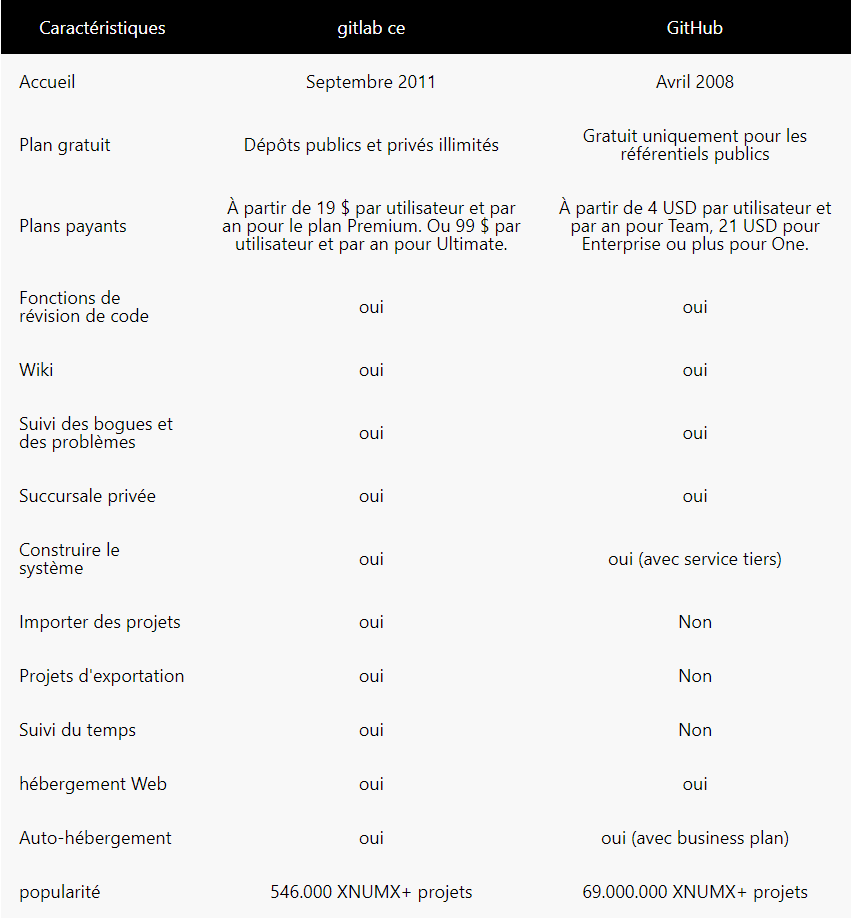 Caractéristiques gitlab ce GitHub
Accueil Septembre 2011 Avril 2008
Plan gratuit Dépôts publics et privés illimités Gratuit uniquement pour les
référentiels publics
Plans payants À partir de 19 $ par utilisateur et par
an pour le plan Premium. Ou 99 $ par
utilisateur et par an pour Ultimate.
À partir de 4 USD par utilisateur et
par an pour Team, 21 USD pour
Enterprise ou plus pour One.
Fonctions de
révision de code oui oui
Wiki oui oui
Suivi des bogues et
des problèmes oui oui
Succursale privée oui oui
Construire le
système oui oui (avec service tiers)
Importer des projets oui Non
Projets d'exportation oui Non
Suivi du temps oui Non
hébergement Web oui oui
Auto-hébergement oui oui (avec business plan)
popularité 546.000 XNUMX+ projets 69.000.000 XNUMX+ projets